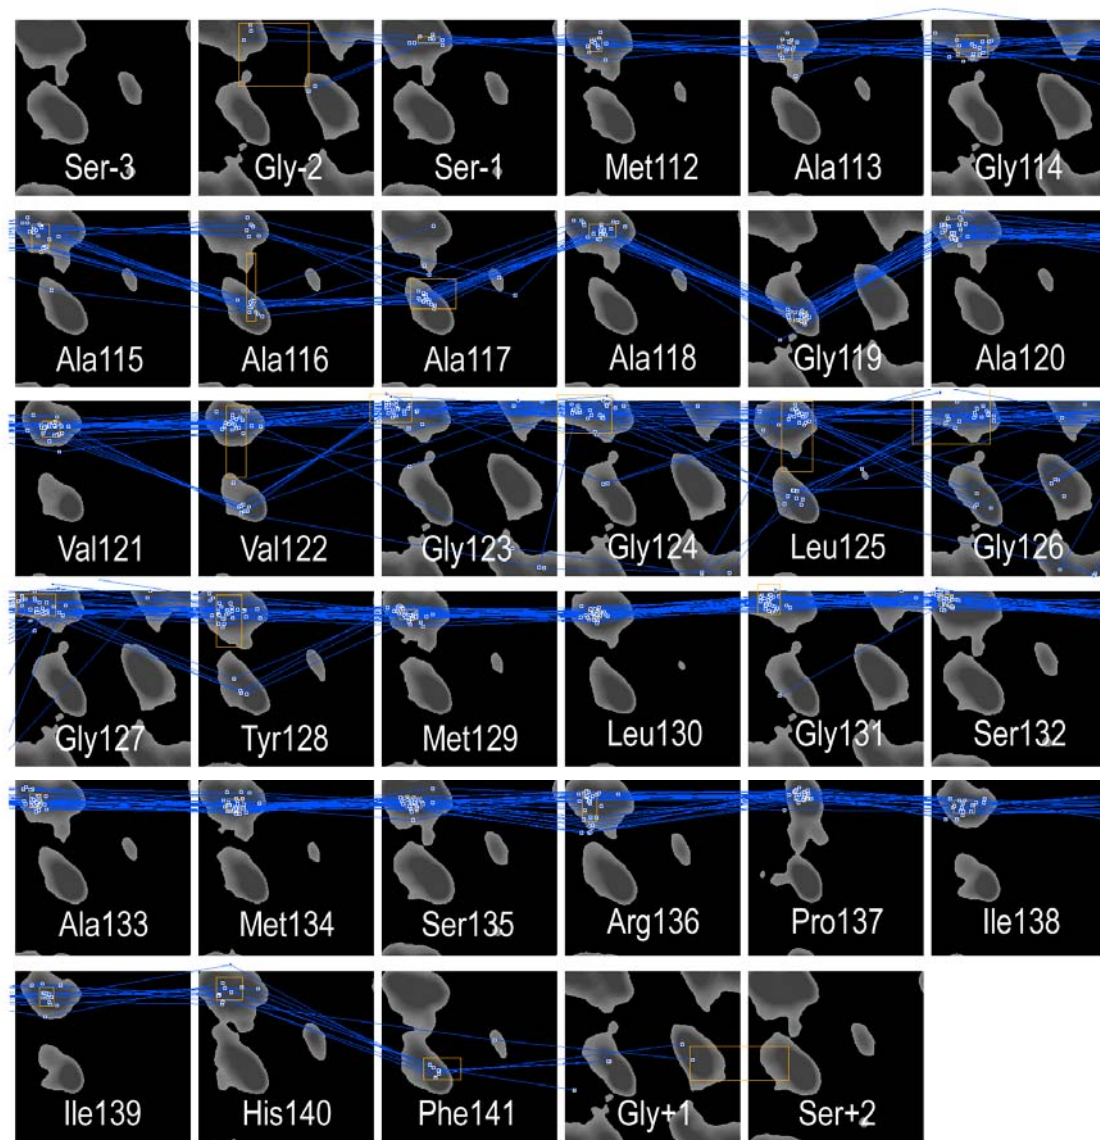 Ser-3 Gly-2 Ser-1 Met112 Ala113 Gly114
Ala115 Ala116 Ala117 Ala118 Gly119 Ala120
Val121 Val122 Gly123 Gly124 Leu125 Gly126
Gly127 Tyr128 Met129 Leu130 Gly131 Ser132
Ala133 Met134 Ser135 Arg136 Pro137 Ile138
Ile139 His140 Phe141 Gly+1 Ser+2